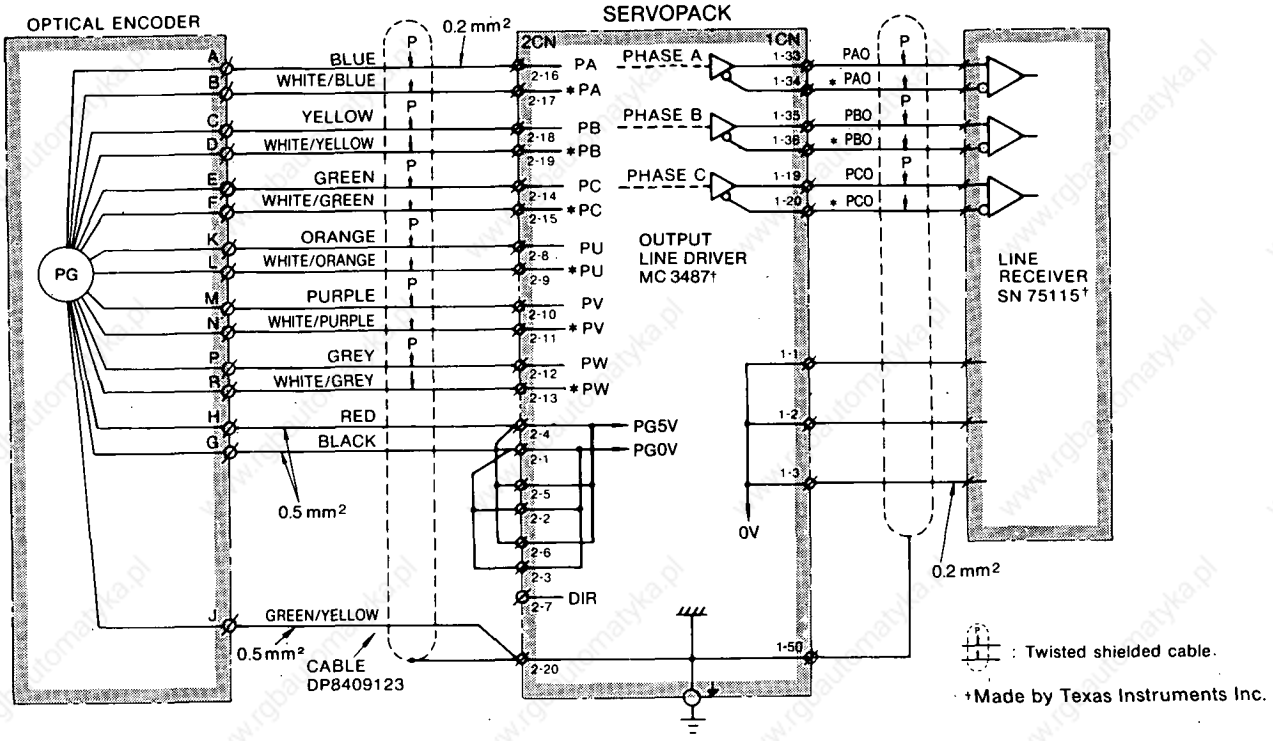 SERVOPACK
OPTICAL ENCODER
0.2 mm²
2CN
1CN
A BLUE P 2-16 PA PHASE A 1-33 PAO P
B WHITE/BLUE 2-17 *PA 1-34 * PAO
C YELLOW P 2-18 PB PHASE B 1-35 PBO P
D WHITE/YELLOW 2-19 *PB 1-36 * PBO
E GREEN P 2-14 PC PHASE C 1-19 PCO P
F WHITE/GREEN 2-15 *PC 1-20 * PCO
K ORANGE P 2-8 PU
L WHITE/ORANGE 2-9 *PU
M PURPLE P 2-10 PV
N WHITE/PURPLE 2-11 *PV
P GREY P 2-12 PW
R WHITE/GREY 2-13 *PW
H RED 2-4 PG5V
G BLACK 2-1 PG0V
PG
OUTPUT
LINE DRIVER
MC 3487†
LINE
RECEIVER
SN 75115†
1-1
1-2
1-3
0V
0.5 mm²
2-5
2-2
2-6
2-3
2-7 DIR
0.2 mm²
J GREEN/YELLOW
0.5 mm²
CABLE
DP8409123
2-20
1-50
P : Twisted shielded cable.
†Made by Texas Instruments Inc.
www.rgbautomatyka.pl